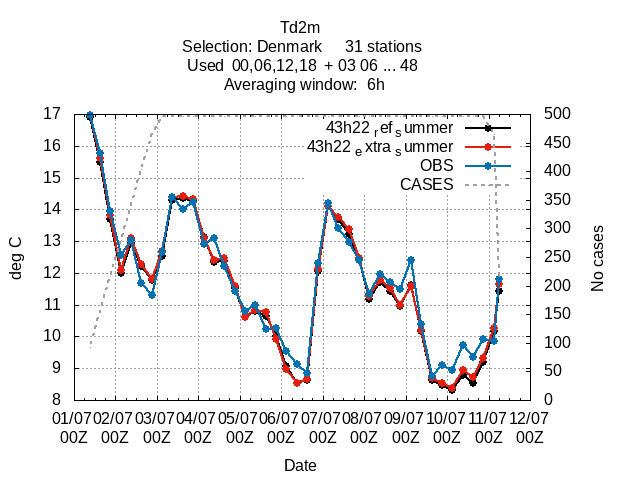 Td2m
Selection: Denmark 31 stations
Used 00,06,12,18 + 03 06 ... 48
Averaging window: 6h
17
16
15
14
13
12
11
10
9
8
deg C
43h22 refsummer
43h22 extrasummer
OBS
CASES
500
450
400
350
300
250
200
150
100
50
0
No cases
01/07 02/07 03/07 04/07 05/07 06/07 07/07 08/07 09/07 10/07 11/07 12/07
00Z 00Z 00Z 00Z 00Z 00Z 00Z 00Z 00Z 00Z 00Z 00Z
Date